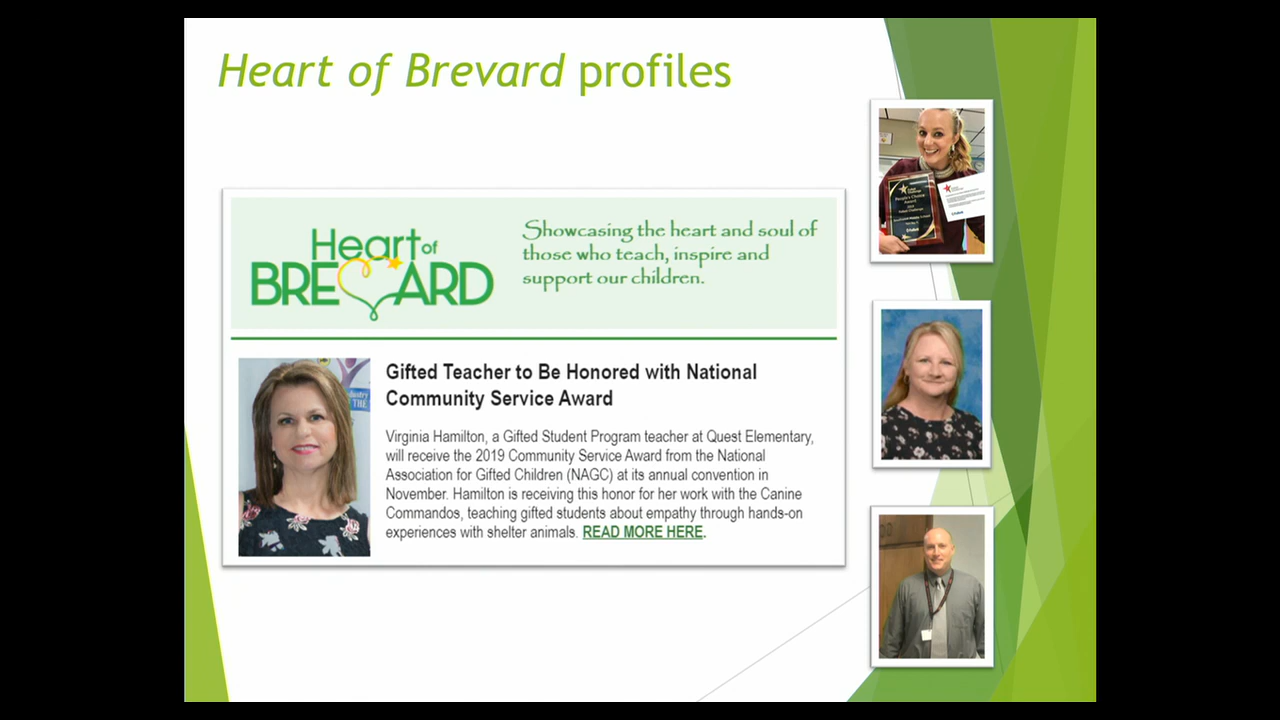 Heart of Brevard profiles
Heart of
BREVARD
Showcasing the heart and soul of
those who teach, inspire and
support our children.
Gifted Teacher to Be Honored with National
Community Service Award
Virginia Hamilton, a Gifted Student Program teacher at Quest Elementary,
will receive the 2019 Community Service Award from the National
Association for Gifted Children (NAGC) at its annual convention in
November. Hamilton is receiving this honor for her work with the Canine
Commandos, teaching gifted students about empathy through hands-on
experiences with shelter animals. READ MORE HERE.
People's Choice
Award